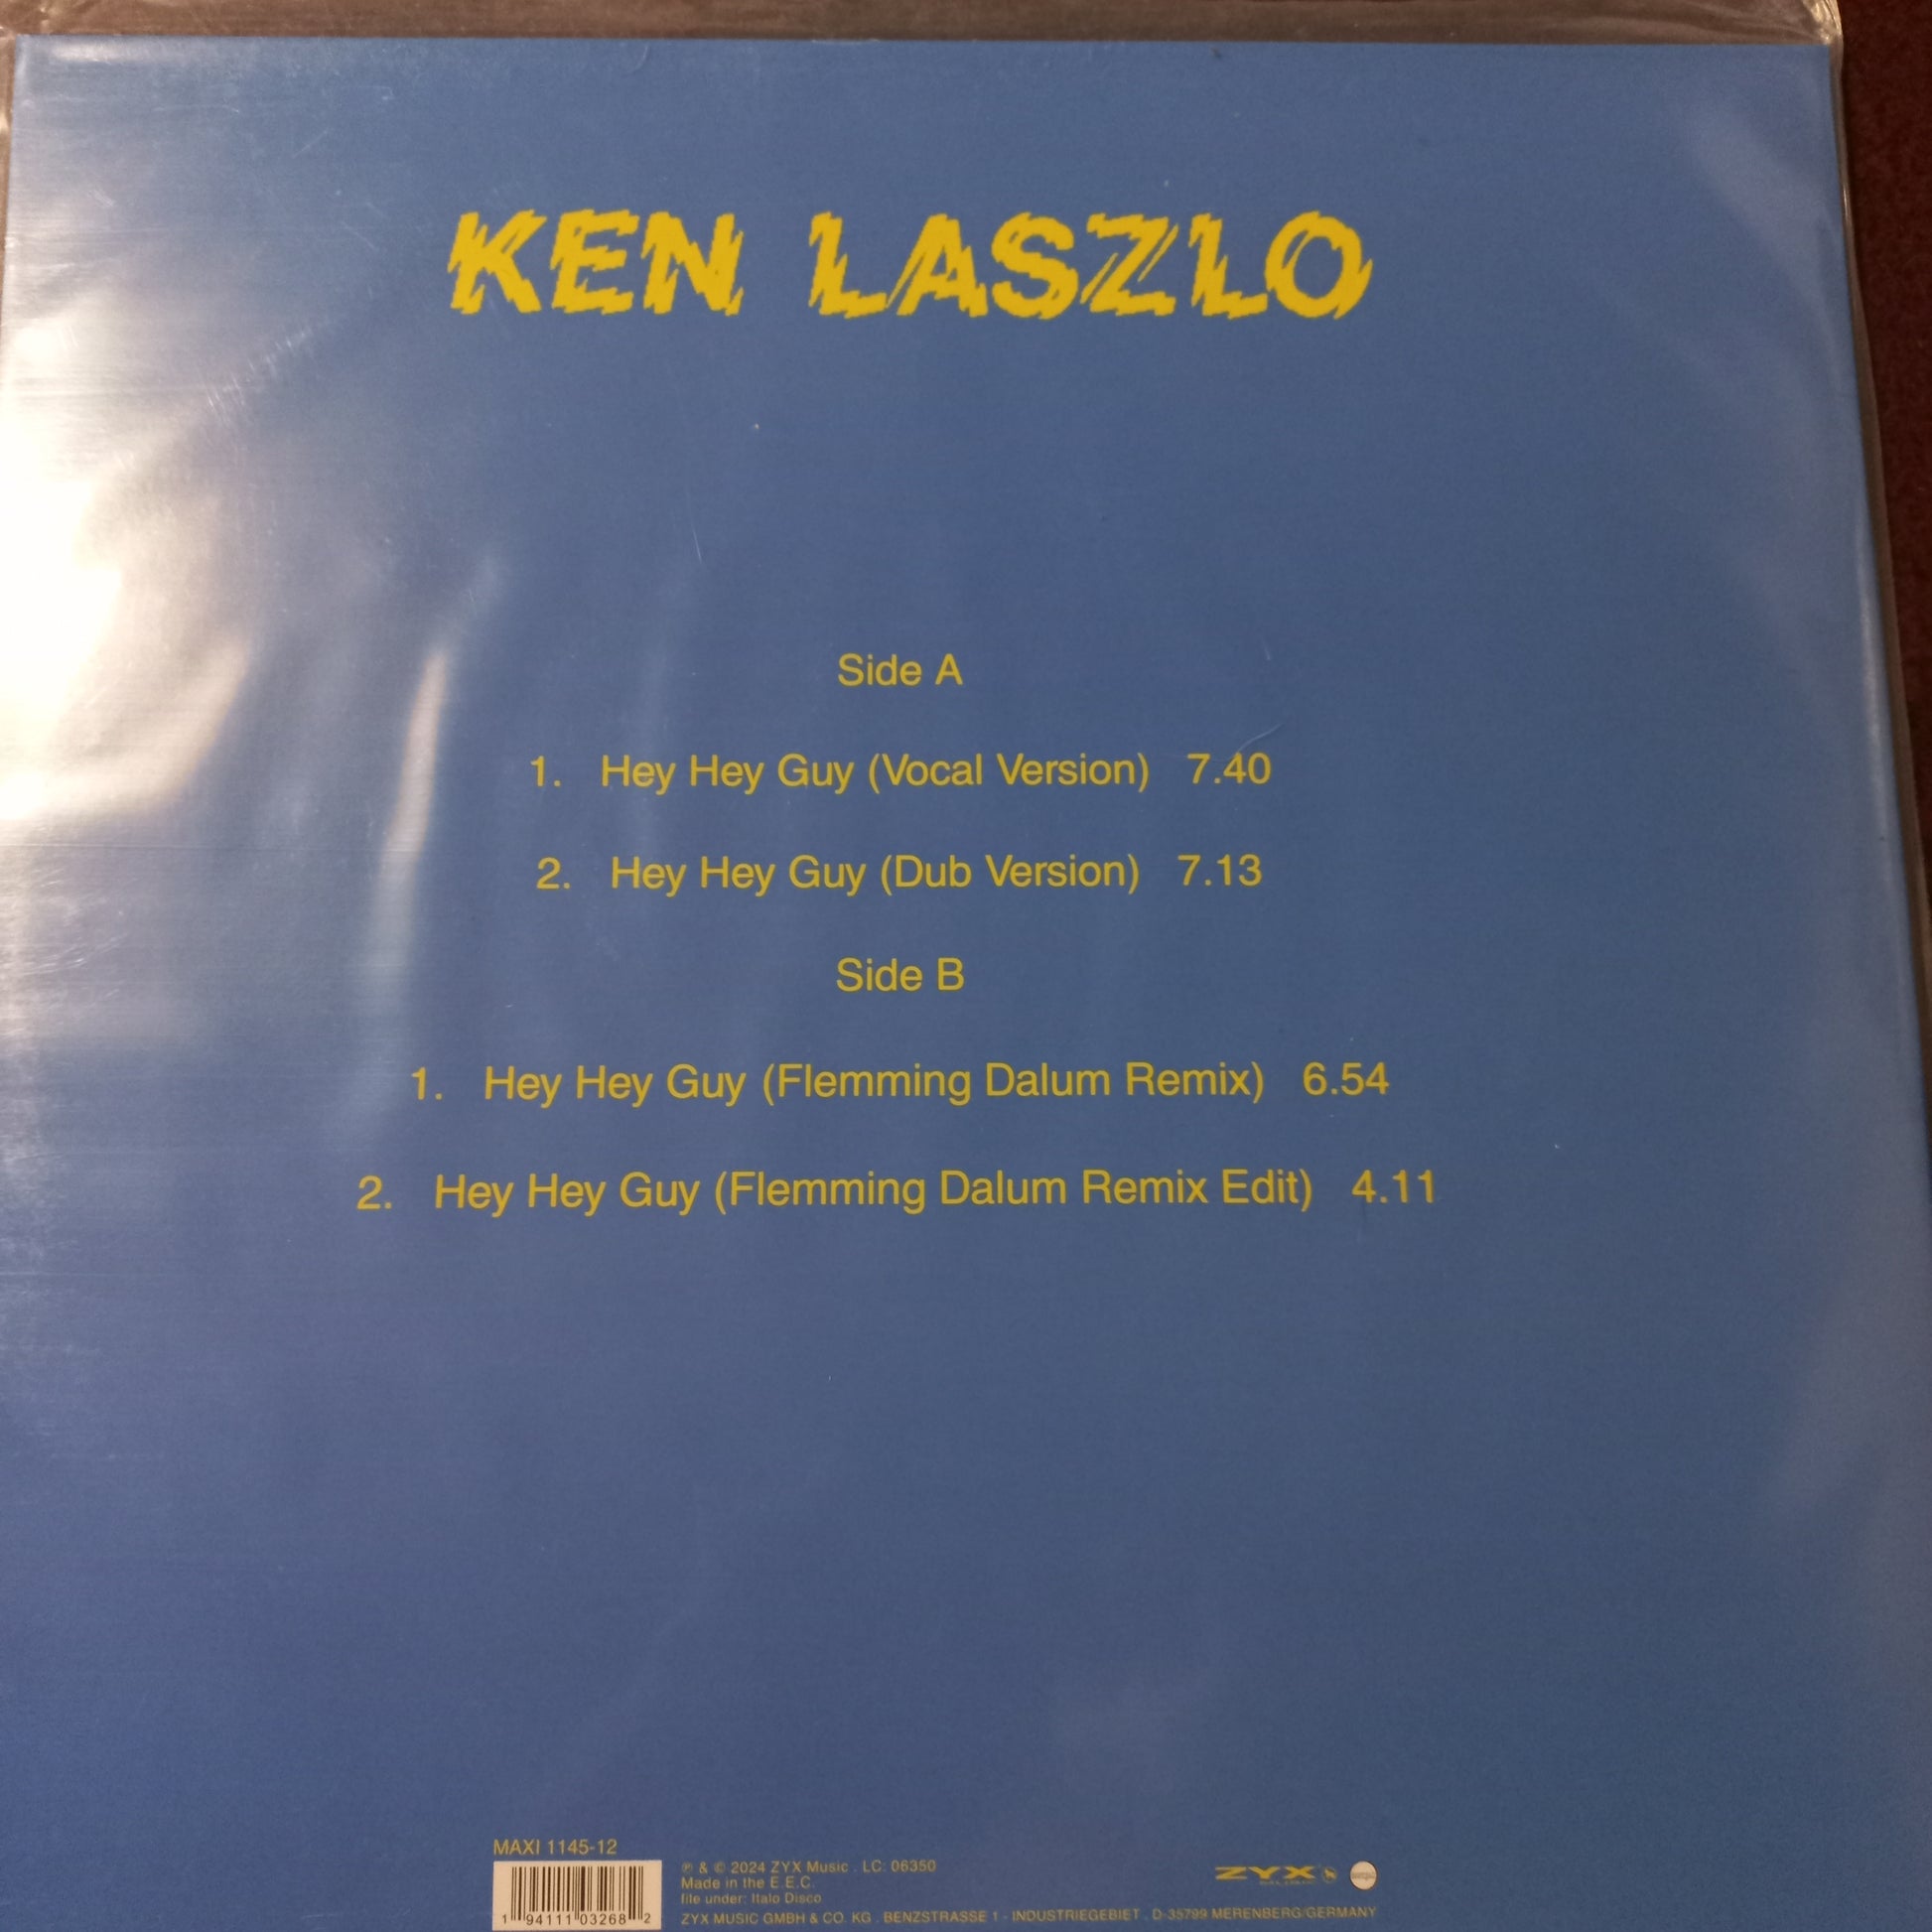 KEN LASZLO
Side A
1. Hey Hey Guy (Vocal Version) 7.40
2. Hey Hey Guy (Dub Version) 7.13
Side B
1. Hey Hey Guy (Flemming Dalum Remix) 6.54
2. Hey Hey Guy (Flemming Dalum Remix Edit) 4.11
MAXI 1145-12
1 94111 03268 2
℗ & © 2024 ZYX Music . LC: 06350
Made in the E.E.C.
file under: Italo Disco
ZYX MUSIC GMBH & CO. KG . BENZSTRASSE 1 - INDUSTRIEGEBIET . D-35799 MERENBERG/GERMANY
ZYX